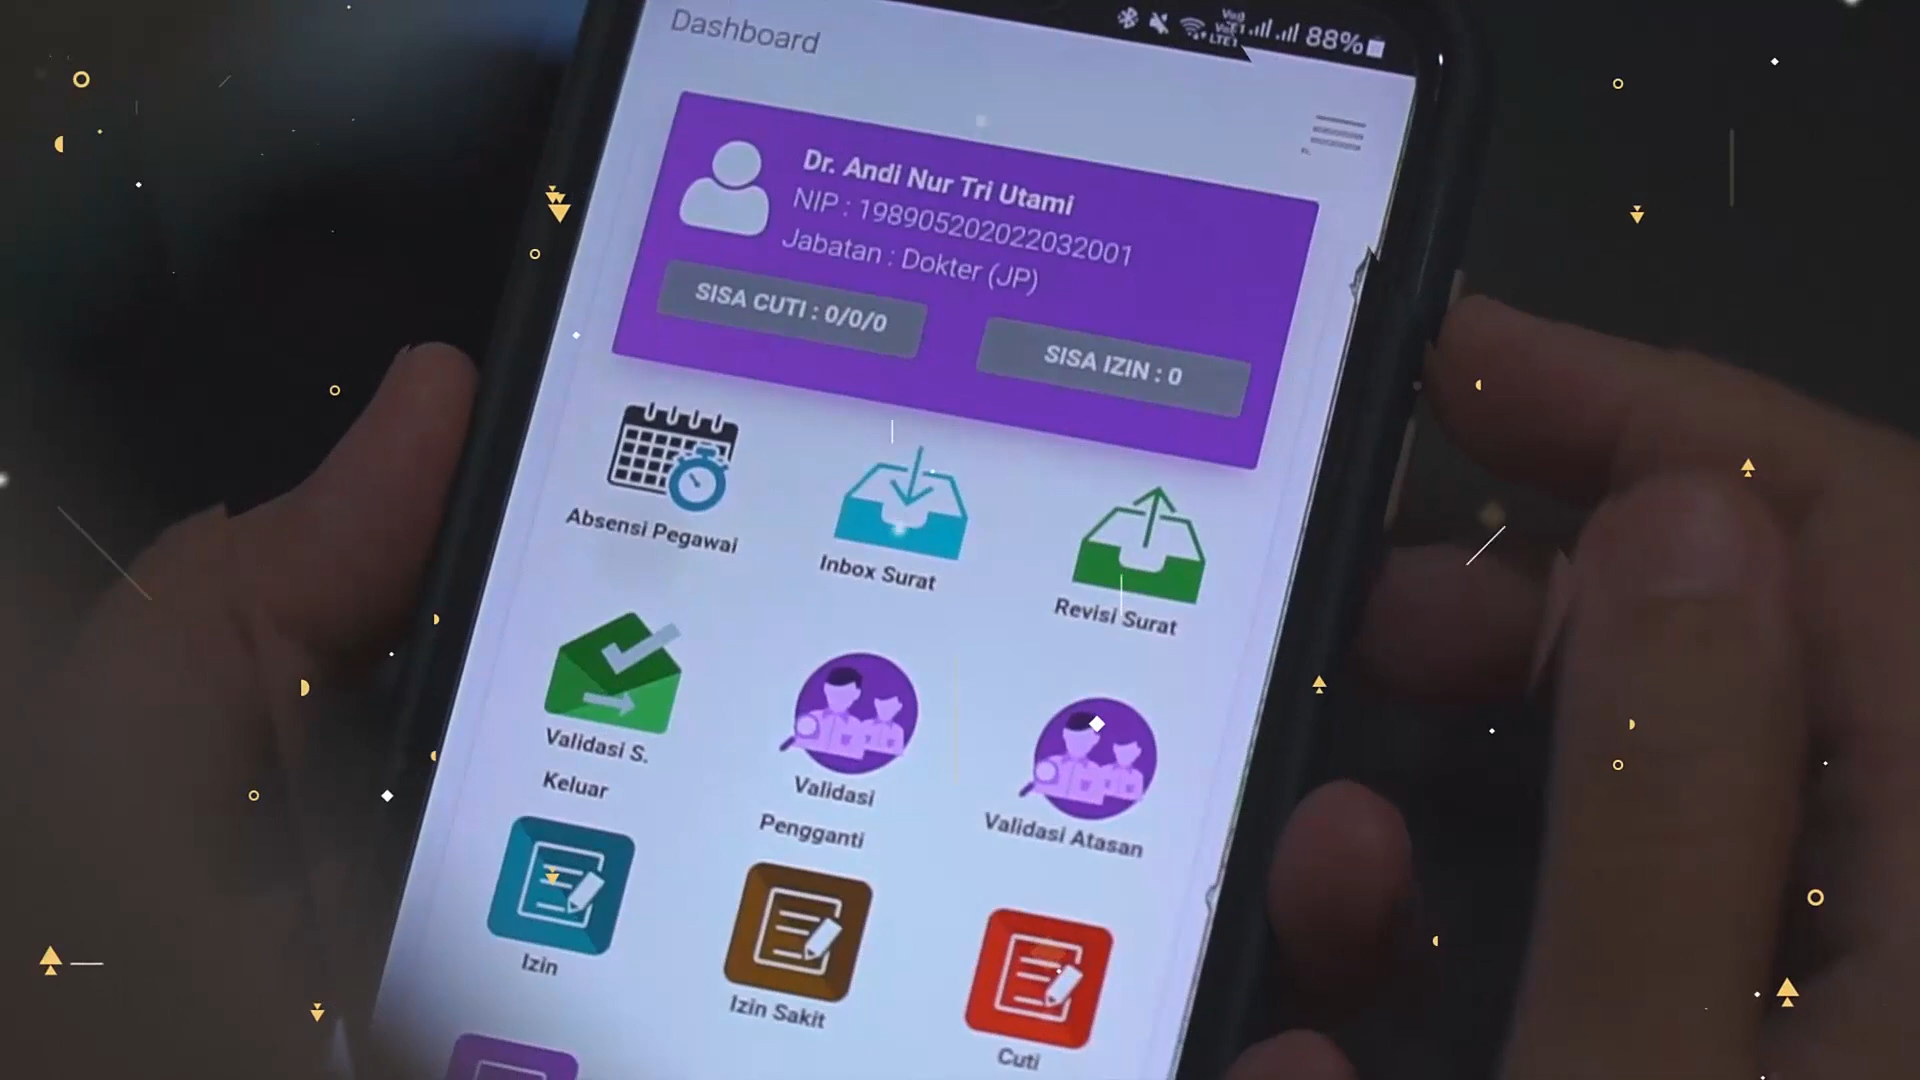 88%
Dashboard
Dr. Andi Nur Tri Utami
NIP : 198905202022032001
Jabatan : Dokter (JP)
SISA CUTI : 0/0/0
SISA IZIN : 0
Absensi Pegawai
Inbox Surat
Revisi Surat
Validasi S.
Keluar
Validasi
Pengganti
Validasi Atasan
Izin
Izin Sakit
Cuti